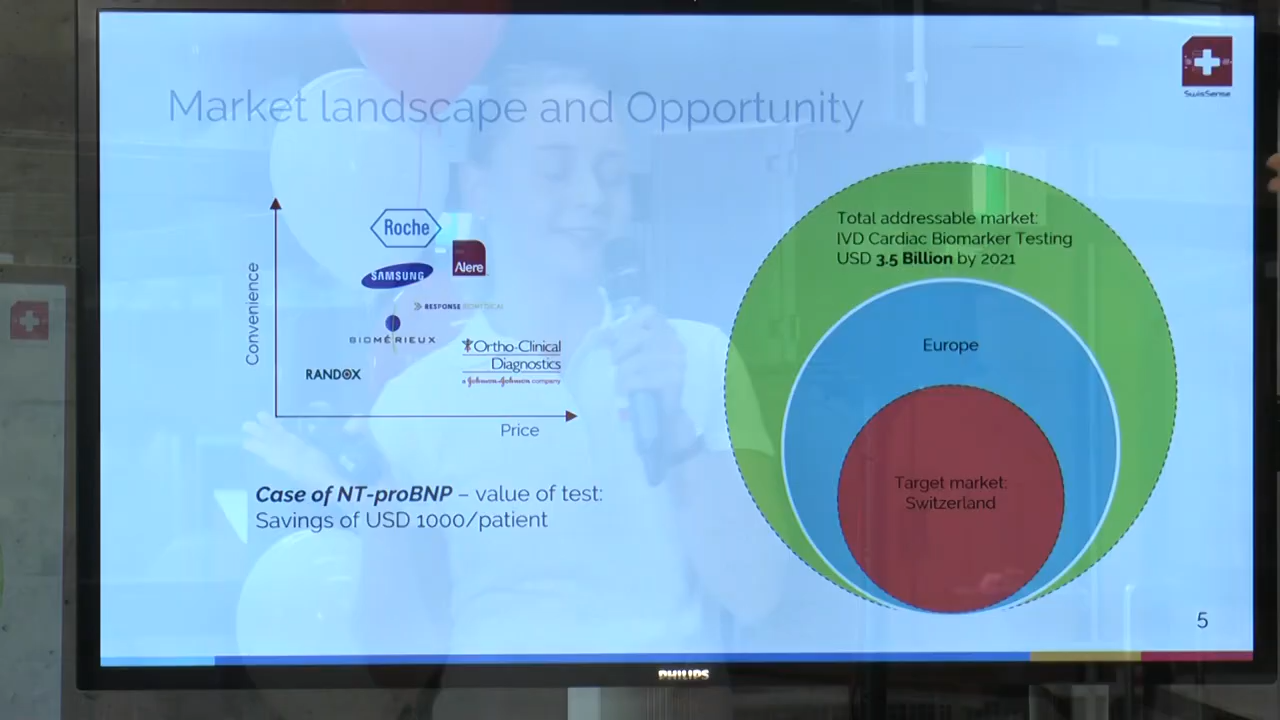 Market landscape and Opportunity
SwisSense
Convenience
Roche
SAMSUNG
Alere
RESPONSE BIOMEDICAL
BIOMÉRIEUX
Ortho-Clinical
Diagnostics
a Johnson & Johnson company
RANDOX
Price
Case of NT-proBNP – value of test:
Savings of USD 1000/patient
Total addressable market:
IVD Cardiac Biomarker Testing
USD 3.5 Billion by 2021
Europe
Target market:
Switzerland
5
PHILIPS